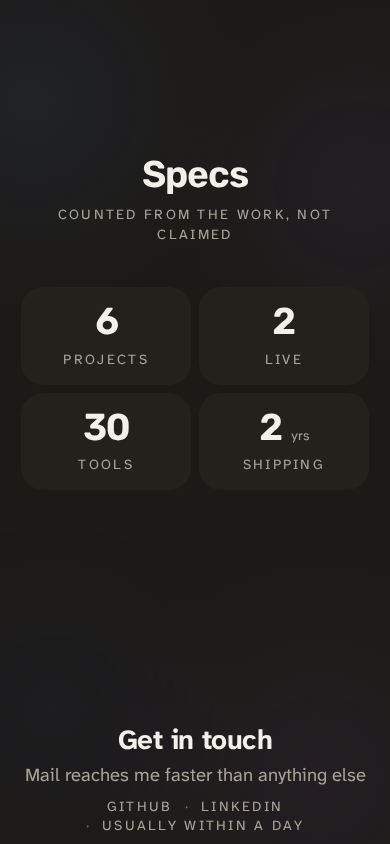 Specs
COUNTED FROM THE WORK, NOT
CLAIMED
6
PROJECTS
2
LIVE
30
TOOLS
2 yrs
SHIPPING
Get in touch
Mail reaches me faster than anything else
GITHUB · LINKEDIN
· USUALLY WITHIN A DAY